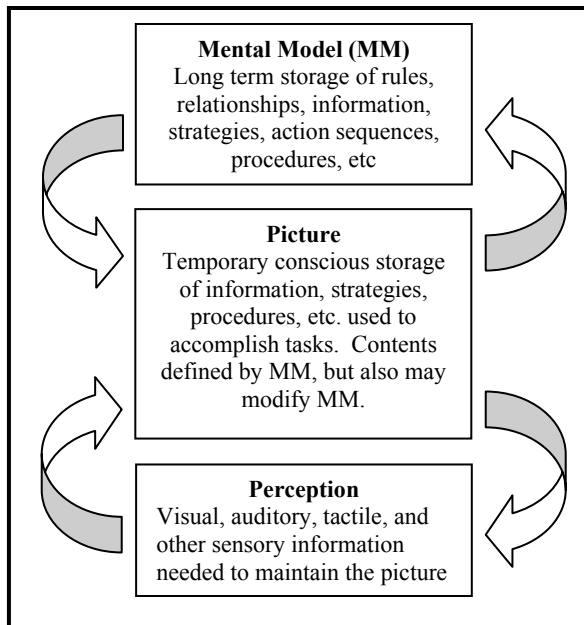 Mental Model (MM)
Long term storage of rules,
relationships, information,
strategies, action sequences,
procedures, etc
Picture
Temporary conscious storage
of information, strategies,
procedures, etc. used to
accomplish tasks.  Contents
defined by MM, but also may
modify MM.
Perception
Visual, auditory, tactile, and
other sensory information
needed to maintain the picture